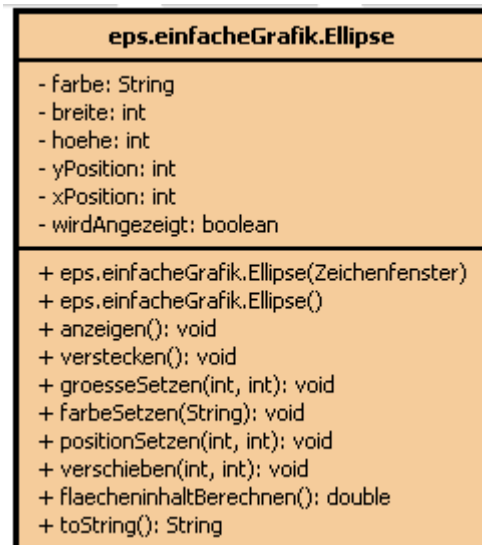 eps.einfacheGrafik.Ellipse
- farbe: String
- breite: int
- hoehe: int
- yPosition: int
- xPosition: int
- wirdAngezeigt: boolean
+ eps.einfacheGrafik.Ellipse(Zeichenfenster)
+ eps.einfacheGrafik.Ellipse()
+ anzeigen(): void
+ verstecken(): void
+ groesseSetzen(int, int): void
+ farbeSetzen(String): void
+ positionSetzen(int, int): void
+ verschieben(int, int): void
+ flaecheninhaltBerechnen(): double
+ toString(): String